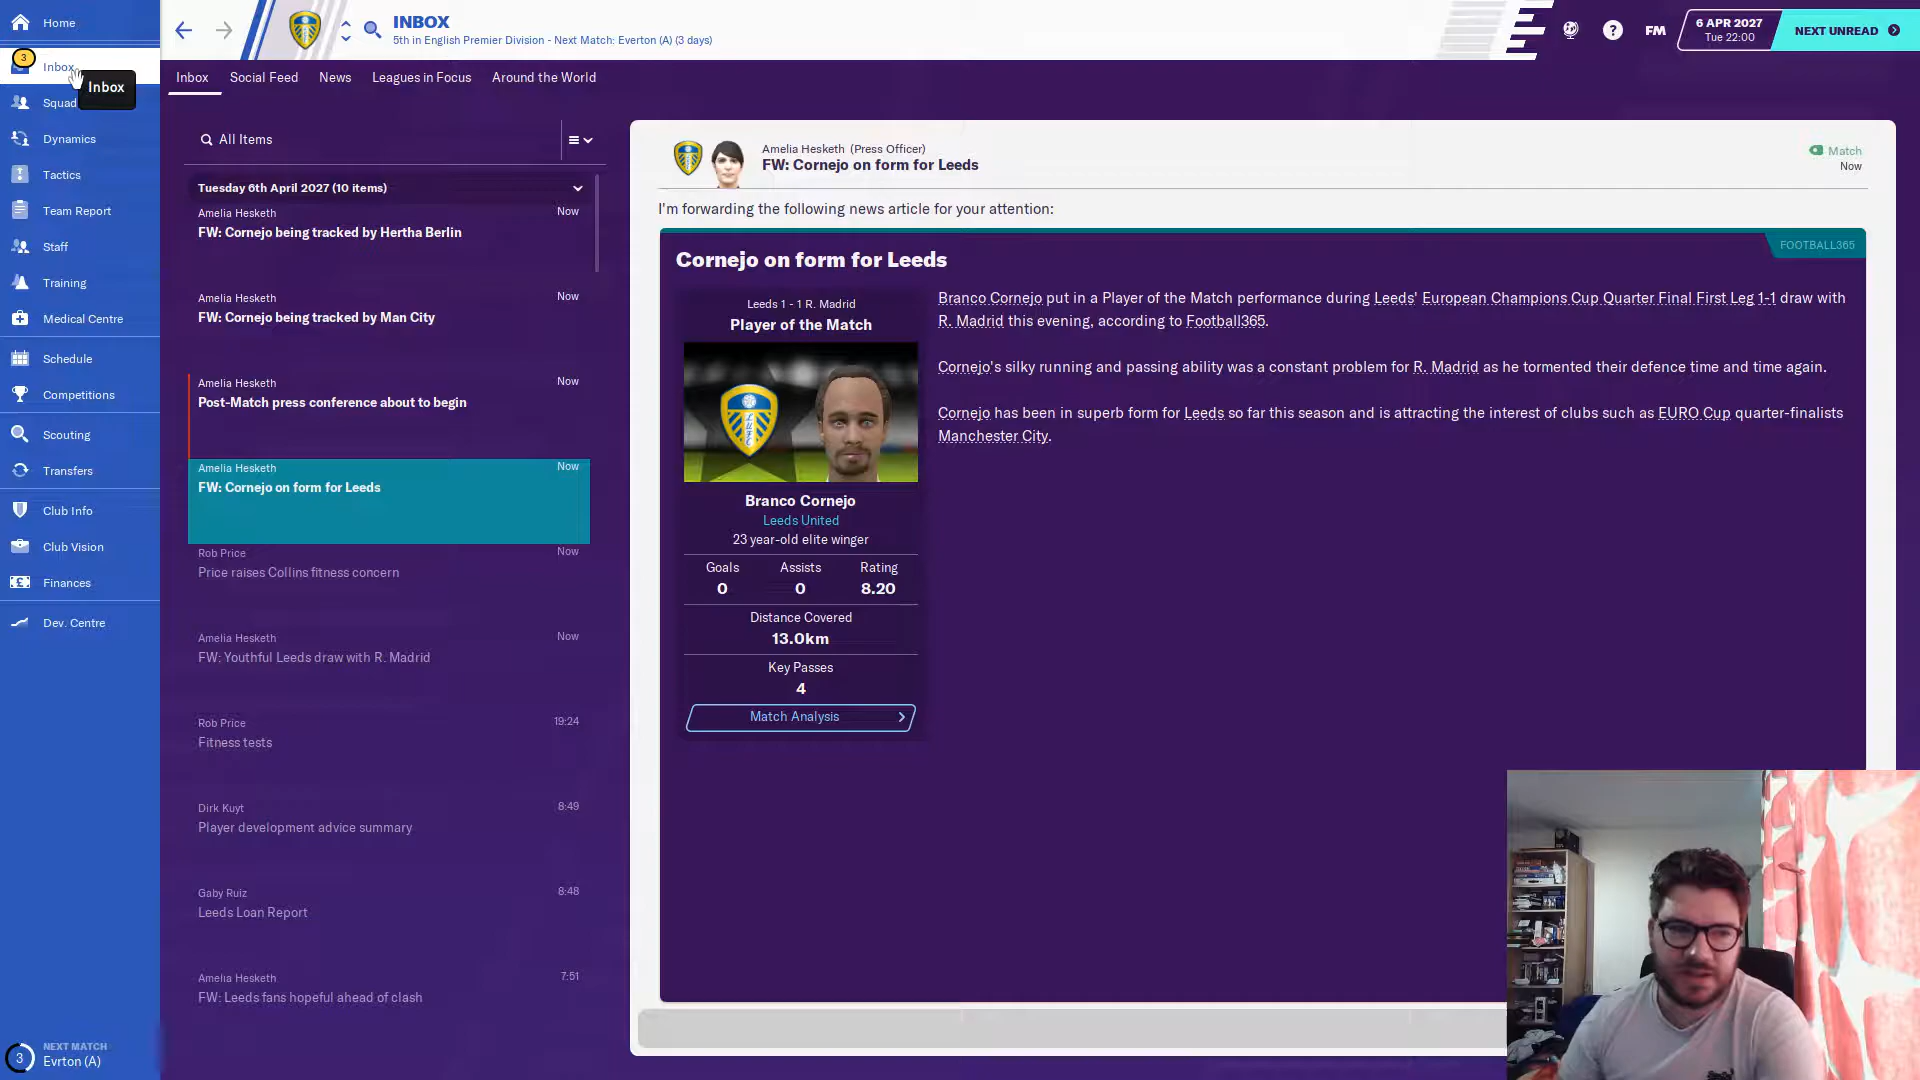 Home
3
Inbox
Inbox
Squad
Dynamics
Tactics
Team Report
Staff
Training
Medical Centre
Schedule
Competitions
Scouting
Transfers
Club Info
Club Vision
Finances
Dev. Centre
3
NEXT MATCH
Evrton (A)
INBOX
5th in English Premier Division - Next Match: Everton (A) (3 days)
FM
6 APR 2027
Tue 22:00
NEXT UNREAD
Inbox
Social Feed
News
Leagues in Focus
Around the World
All Items
Tuesday 6th April 2027 (10 items)
Amelia Hesketh
Now
FW: Cornejo being tracked by Hertha Berlin
Amelia Hesketh
Now
FW: Cornejo being tracked by Man City
Amelia Hesketh
Now
Post-Match press conference about to begin
Amelia Hesketh
Now
FW: Cornejo on form for Leeds
Rob Price
Now
Price raises Collins fitness concern
Amelia Hesketh
Now
FW: Youthful Leeds draw with R. Madrid
Rob Price
19:24
Fitness tests
Dirk Kuyt
8:49
Player development advice summary
Gaby Ruiz
8:48
Leeds Loan Report
Amelia Hesketh
7:51
FW: Leeds fans hopeful ahead of clash
Amelia Hesketh (Press Officer)
FW: Cornejo on form for Leeds
Match
Now
I'm forwarding the following news article for your attention:
FOOTBALL365
Cornejo on form for Leeds
Leeds 1 - 1 R. Madrid
Player of the Match
Branco Cornejo
Leeds United
23 year-old elite winger
Goals Assists Rating
0 0 8.20
Distance Covered
13.0km
Key Passes
4
Match Analysis
Branco Cornejo put in a Player of the Match performance during Leeds' European Champions Cup Quarter Final First Leg 1-1 draw with
R. Madrid this evening, according to Football365.
Cornejo's silky running and passing ability was a constant problem for R. Madrid as he tormented their defence time and time again.
Cornejo has been in superb form for Leeds so far this season and is attracting the interest of clubs such as EURO Cup quarter-finalists
Manchester City.